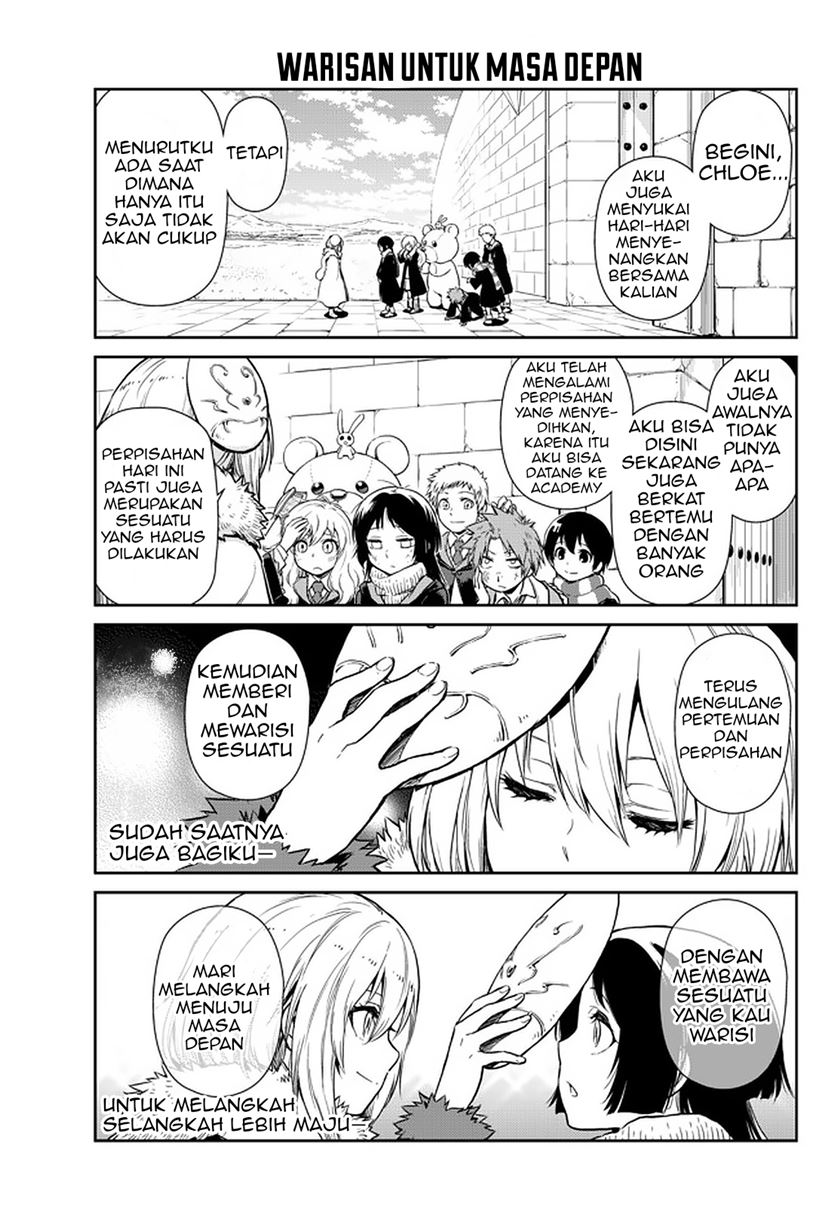 WARISAN UNTUK MASA DEPAN
BEGINI,
CHLOE...
AKU
JUGA
MENYUKAI
HARI-HARI
MENYE-
NANGKAN
BERSAMA
KALIAN
TETAPI
MENURUTKU
ADA SAAT
DIMANA
HANYA ITU
SAJA TIDAK
AKAN CUKUP
AKU
JUGA
AWALNYA
TIDAK
PUNYA
APA-
APA
AKU BISA
DISINI
SEKARANG
JUGA
BERKAT
BERTEMU
DENGAN
BANYAK
ORANG
AKU TELAH
MENGALAMI
PERPISAHAN
YANG MENYE-
DIHKAN,
KARENA ITU
AKU BISA
DATANG KE
ACADEMY
PERPISAHAN
HARI INI
PASTI JUGA
MERUPAKAN
SESUATU
YANG HARUS
DILAKUKAN
TERUS
MENGULANG
PERTEMUAN
DAN
PERPISAHAN
KEMUDIAN
MEMBERI
DAN
MEWARISI
SESUATU
SUDAH SAATNYA
JUGA BAGIKU—
DENGAN
MEMBAWA
SESUATU
YANG KAU
WARISI
MARI
MELANGKAH
MENUJU
MASA
DEPAN
UNTUK MELANGKAH
SELANGKAH LEBIH MAJU—